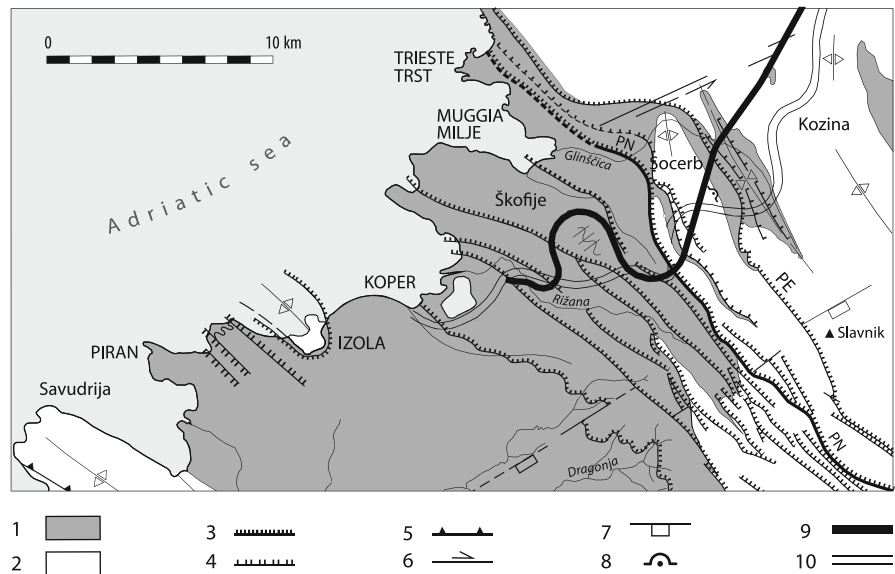 0 10 km
TRIESTE
TRST
MUGGIA
MILJE
Adriatic sea
PN
Glinščica
Socerb
Kozina
Škofije
KOPER
Rižana
PE
Slavnik
PIRAN
IZOLA
Savudrija
PN
Dragonja
1 3 5 7 9
2 4 6 8 10